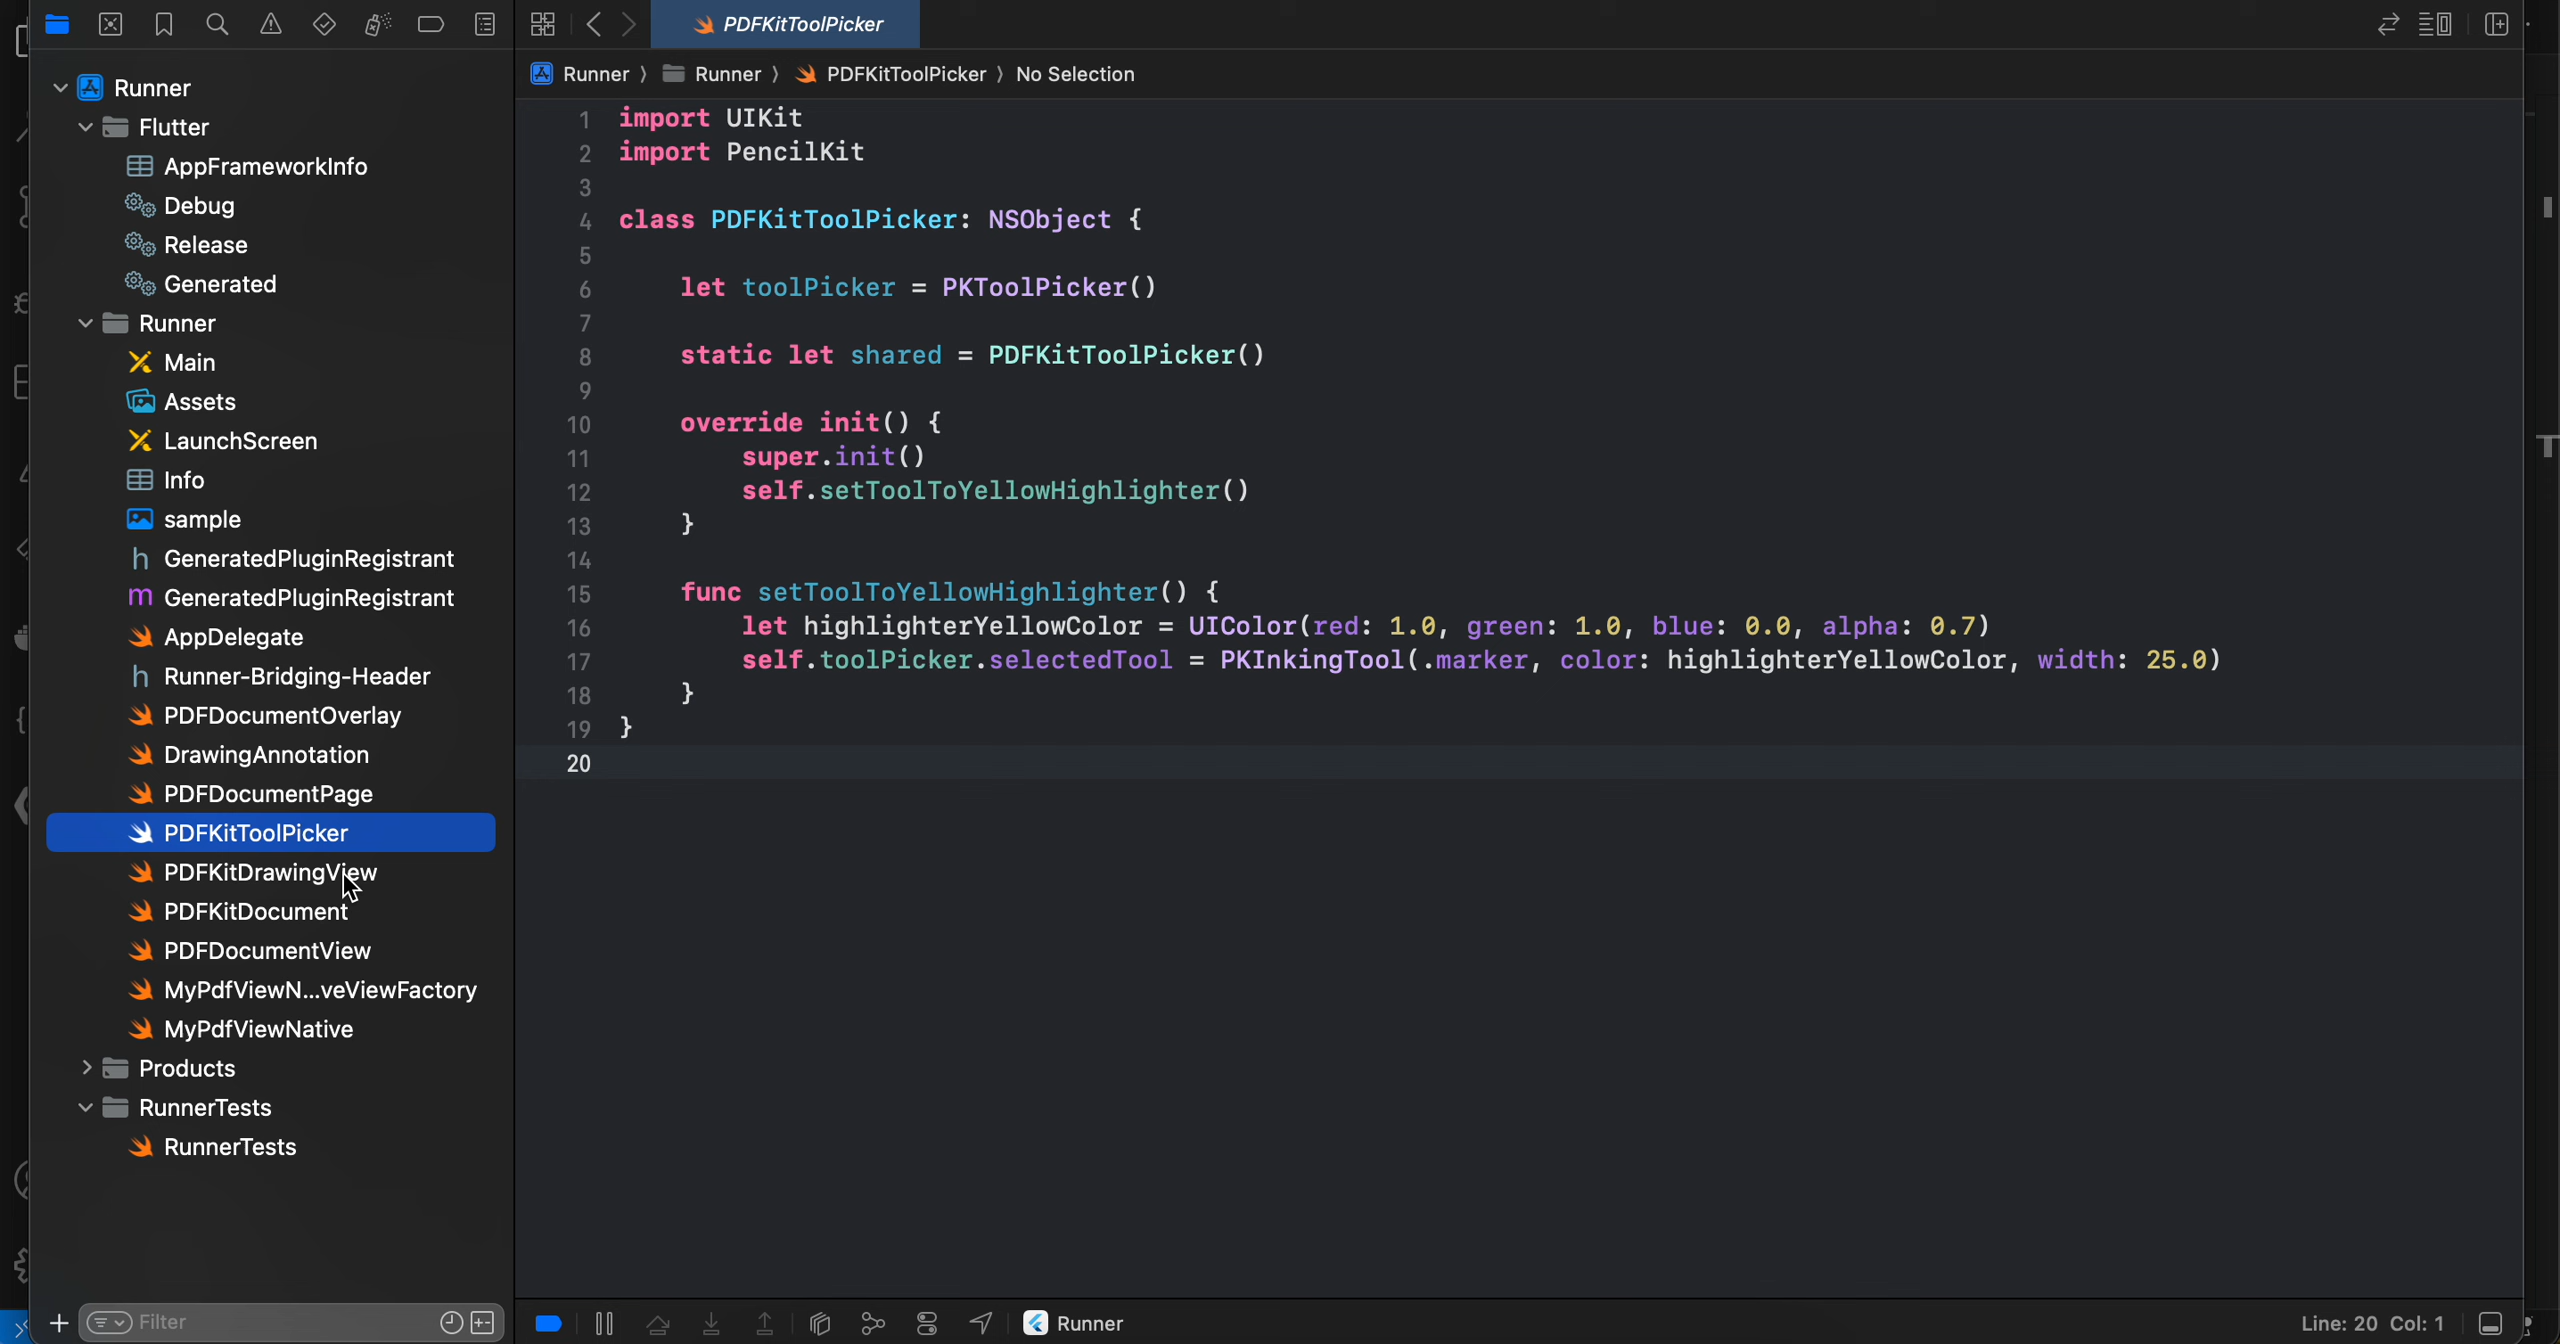 PDFKitToolPicker
Runner 〉 Runner 〉 PDFKitToolPicker 〉 No Selection
Runner
Flutter
AppFrameworkInfo
Debug
Release
Generated
Runner
Main
Assets
LaunchScreen
Info
sample
GeneratedPluginRegistrant
GeneratedPluginRegistrant
AppDelegate
Runner-Bridging-Header
PDFDocumentOverlay
DrawingAnnotation
PDFDocumentPage
PDFKitToolPicker
PDFKitDrawingView
PDFKitDocument
PDFDocumentView
MyPdfViewN...veViewFactory
MyPdfViewNative
Products
RunnerTests
RunnerTests
Filter
1 import UIKit
2 import PencilKit
3
4 class PDFKitToolPicker: NSObject {
5
6 let toolPicker = PKToolPicker()
7
8 static let shared = PDFKitToolPicker()
9
10 override init() {
11 super.init()
12 self.setToolToYellowHighlighter()
13 }
14
15 func setToolToYellowHighlighter() {
16 let highlighterYellowColor = UIColor(red: 1.0, green: 1.0, blue: 0.0, alpha: 0.7)
17 self.toolPicker.selectedTool = PKInkingTool(.marker, color: highlighterYellowColor, width: 25.0)
18 }
19 }
20
Runner
Line: 20 Col: 1